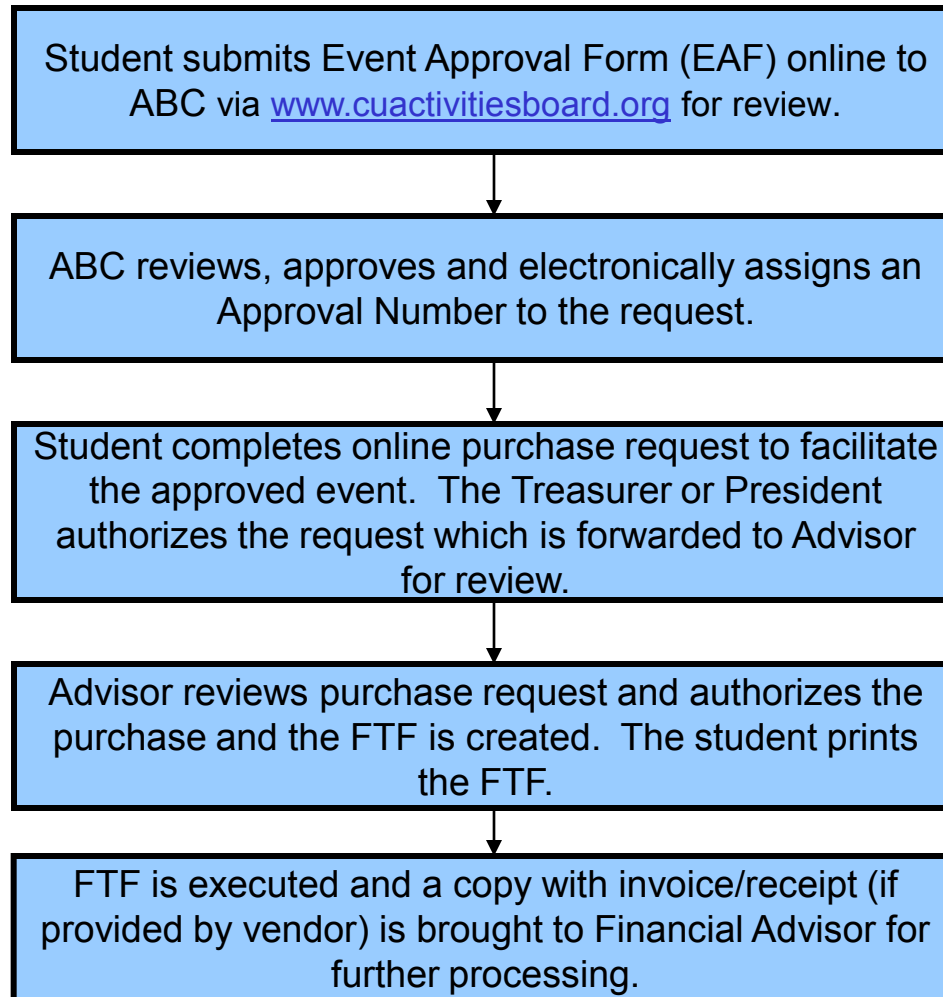 Student submits Event Approval Form (EAF) online to
ABC via www.cuactivitiesboard.org for review.
ABC reviews, approves and electronically assigns an
Approval Number to the request.
Student completes online purchase request to facilitate
the approved event.  The Treasurer or President
authorizes the request which is forwarded to Advisor
for review.
Advisor reviews purchase request and authorizes the
purchase and the FTF is created.  The student prints
the FTF.
FTF is executed and a copy with invoice/receipt (if
provided by vendor) is brought to Financial Advisor for
further processing.